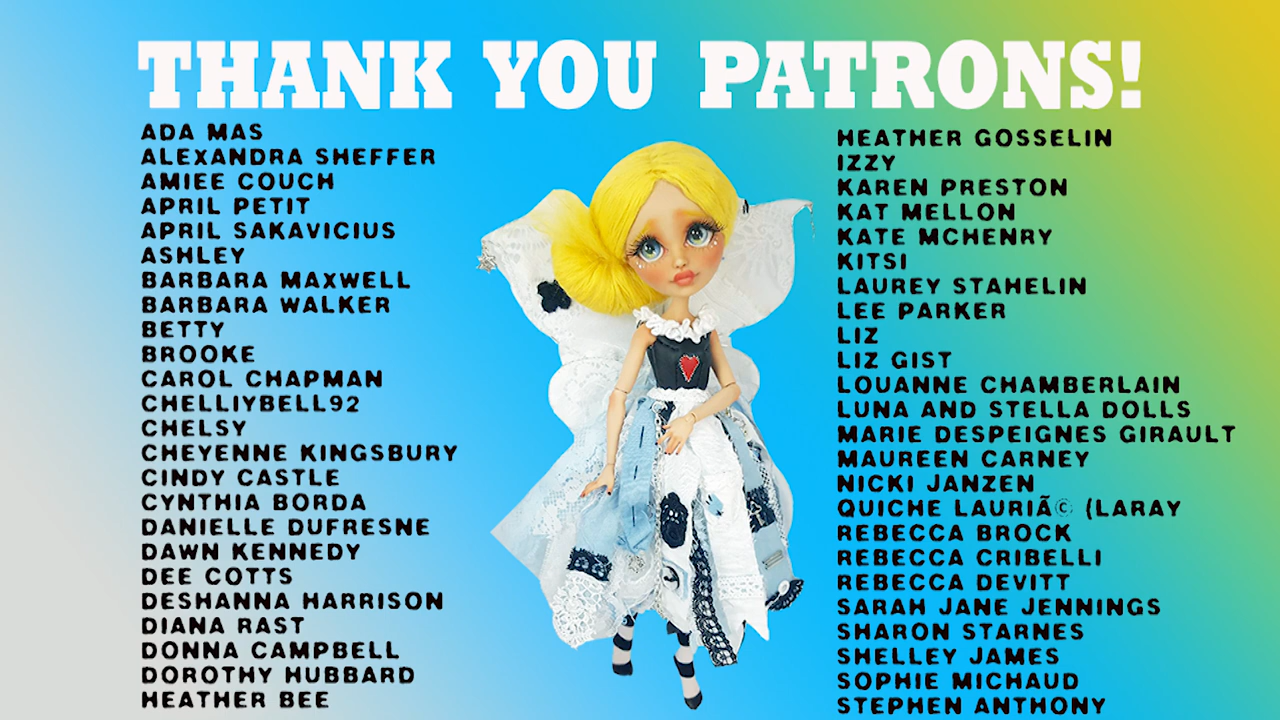 THANK YOU PATRONS!
ADA MAS
ALEXANDRA SHEFFER
AMIEE COUCH
APRIL PETIT
APRIL SAKAVICIUS
ASHLEY
BARBARA MAXWELL
BARBARA WALKER
BETTY
BROOKE
CAROL CHAPMAN
CHELLIYBELL92
CHELSY
CHEYENNE KINGSBURY
CINDY CASTLE
CYNTHIA BORDA
DANIELLE DUFRESNE
DAWN KENNEDY
DEE COTTS
DESHANNA HARRISON
DIANA RAST
DONNA CAMPBELL
DOROTHY HUBBARD
HEATHER BEE
HEATHER GOSSELIN
IZZY
KAREN PRESTON
KAT MELLON
KATE MCHENRY
KITSI
LAUREY STAHELIN
LEE PARKER
LIZ
LIZ GIST
LOUANNE CHAMBERLAIN
LUNA AND STELLA DOLLS
MARIE DESPEIGNES GIRAULT
MAUREEN CARNEY
NICKI JANZEN
QUICHE LAURIÃ© (LARAY
REBECCA BROCK
REBECCA CRIBELLI
REBECCA DEVITT
SARAH JANE JENNINGS
SHARON STARNES
SHELLEY JAMES
SOPHIE MICHAUD
STEPHEN ANTHONY